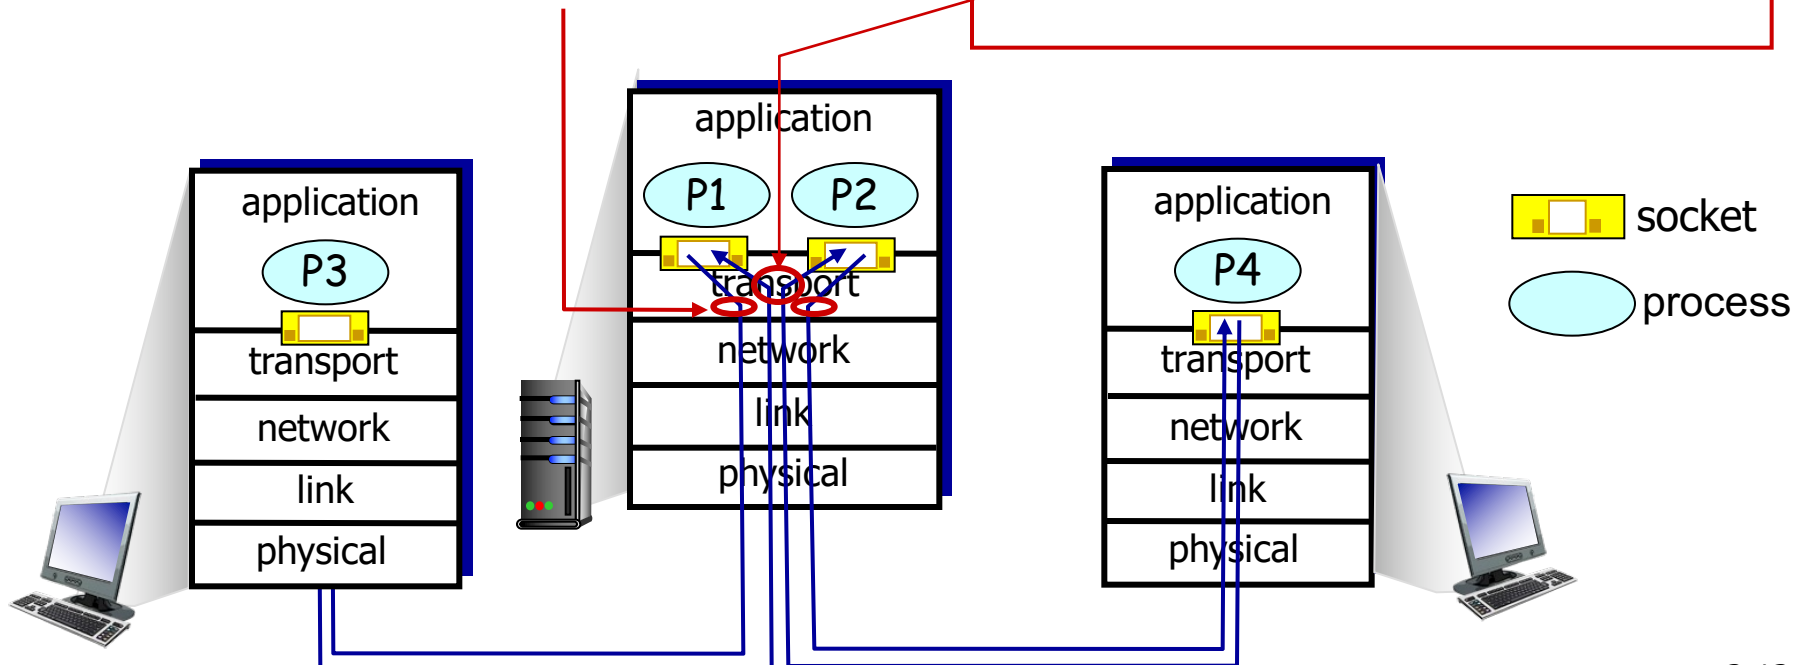 application
P1
P2
transport
network
link
physical
application
P3
transport
network
link
physical
application
P4
transport
network
link
physical
socket
process